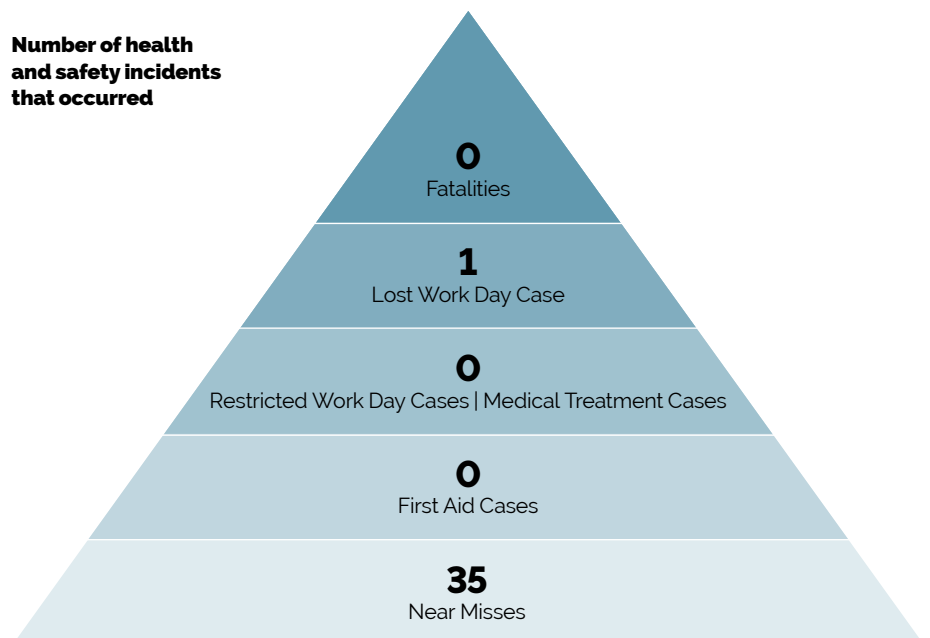 Number of health
and safety incidents
that occurred
0
Fatalities
1
Lost Work Day Case
0
Restricted Work Day Cases | Medical Treatment Cases
0
First Aid Cases
35
Near Misses